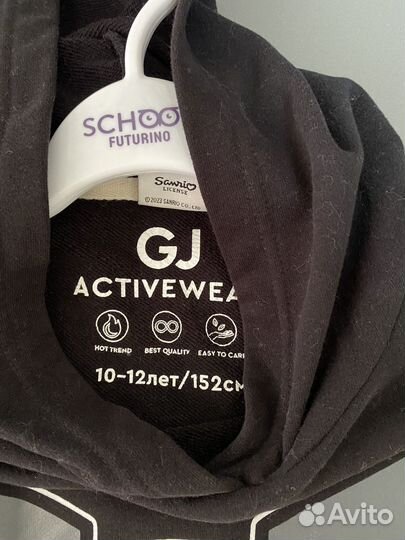 SCHOOL
FUTURINO
Sanrio
LICENSE
©2023 SANRIO CO., LTD
GJ
ACTIVEWEA
HOT TREND
BEST QUALITY
EASY TO CARE
10-12лет/152см
Avito